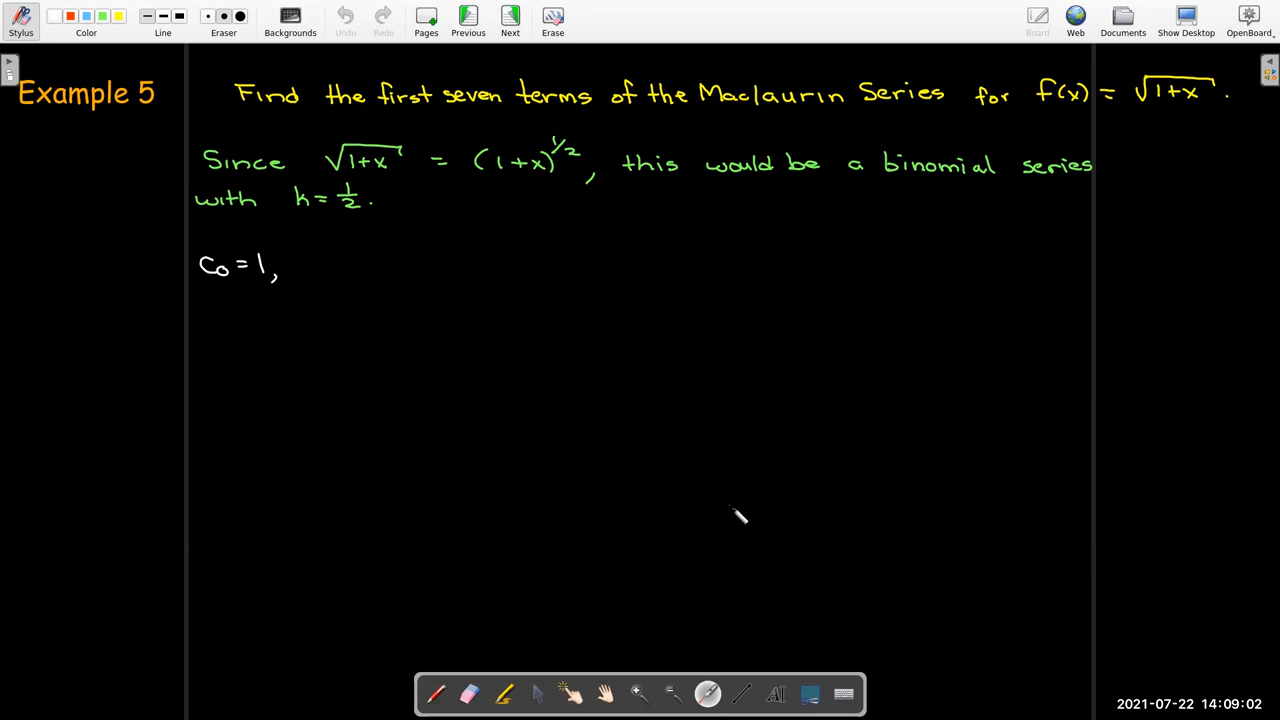 Stylus
Color
Line
Eraser
Backgrounds
Undo
Redo
Pages
Previous
Next
Erase
Board
Web
Documents
Show Desktop
OpenBoard
Example 5
Find the first seven terms of the Maclaurin Series for f(x) = √(1+x).
Since √(1+x) = (1+x)^(1/2), this would be a binomial series
with k = 1/2.
c₀ = 1,
AI
2021-07-22 14:09:02